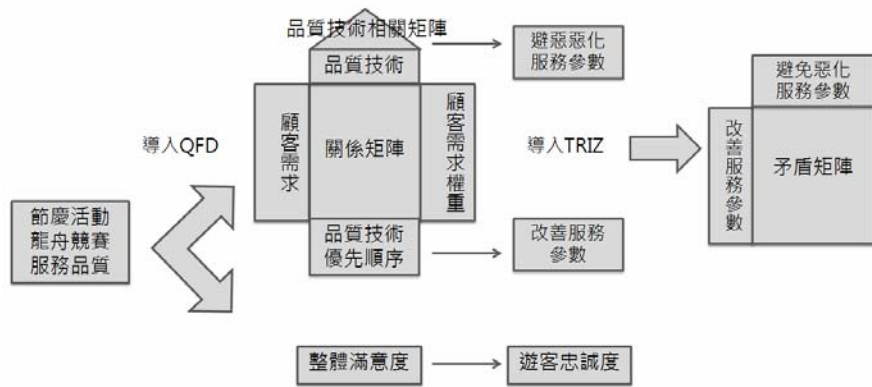 品質技術相關矩陣
品質技術
避惡惡化
服務參數
避免惡化
服務參數
導入QFD
顧客需求
關係矩陣
顧客需求權重
導入TRIZ
改善服務參數
矛盾矩陣
節慶活動
龍舟競賽
服務品質
品質技術
優先順序
改善服務
參數
整體滿意度
遊客忠誠度